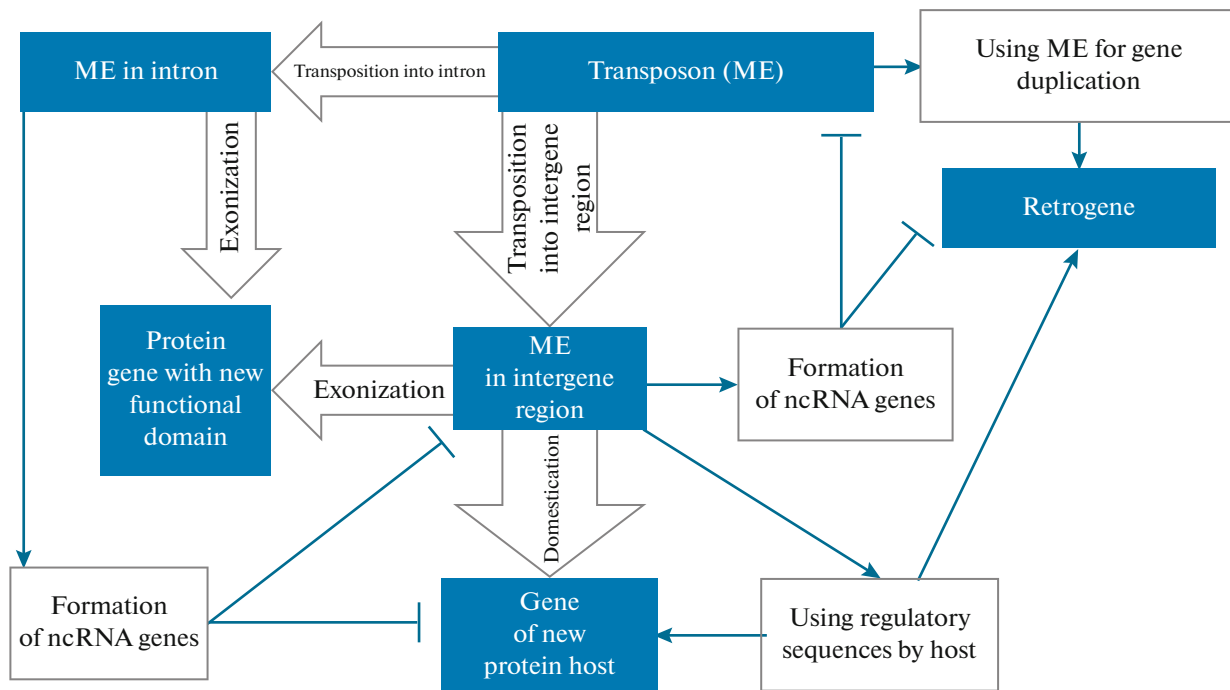 ME in intron
Transposition into intron
Transposon (ME)
Using ME for gene
duplication
Exonization
Transposition
into intergene
region
Retrogene
Protein
gene with new
functional
domain
Exonization
ME
in intergene
region
Formation
of ncRNA genes
Domestication
Formation
of ncRNA genes
Gene
of new
protein host
Using regulatory
sequences by host